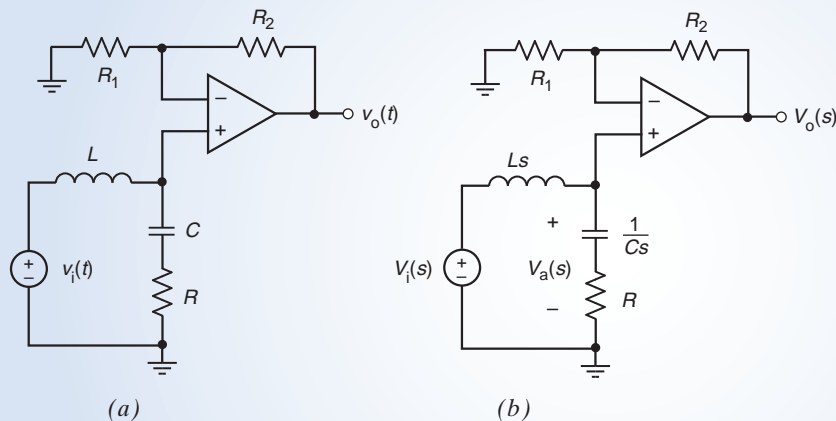 R2
R1
−
+
vo(t)
L
C
+
−
vi(t)
R
(a)
R2
R1
−
+
Vo(s)
Ls
+
1
Cs
+
−
Vi(s)
Va(s)
−
R
(b)